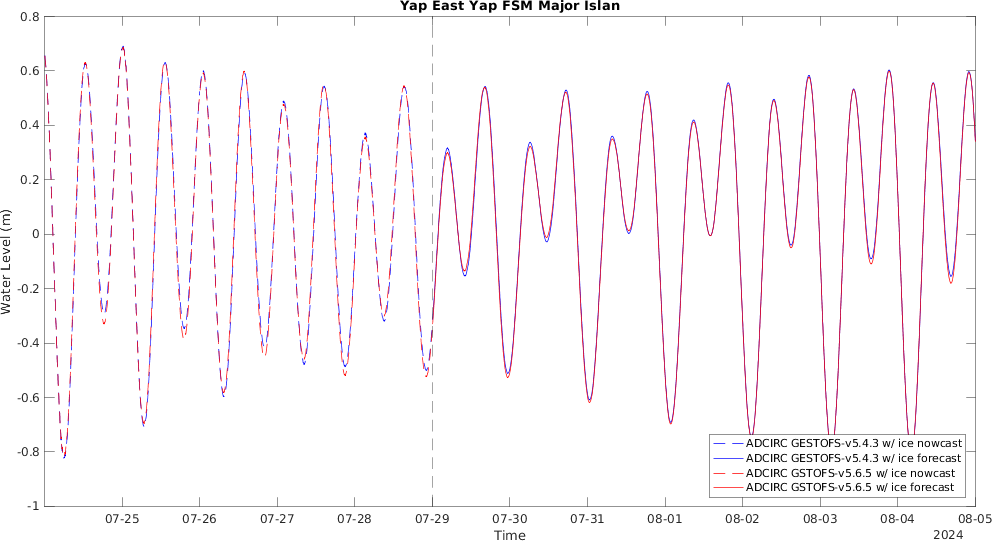 Yap East Yap FSM Major Islan
0.8
0.6
0.4
0.2
0
-0.2
-0.4
-0.6
-0.8
-1
Water Level (m)
ADCIRC GESTOFS-v5.4.3 w/ ice nowcast
ADCIRC GESTOFS-v5.4.3 w/ ice forecast
ADCIRC GSTOFS-v5.6.5 w/ ice nowcast
ADCIRC GSTOFS-v5.6.5 w/ ice forecast
07-25 07-26 07-27 07-28 07-29 07-30 07-31 08-01 08-02 08-03 08-04 08-05
Time
2024